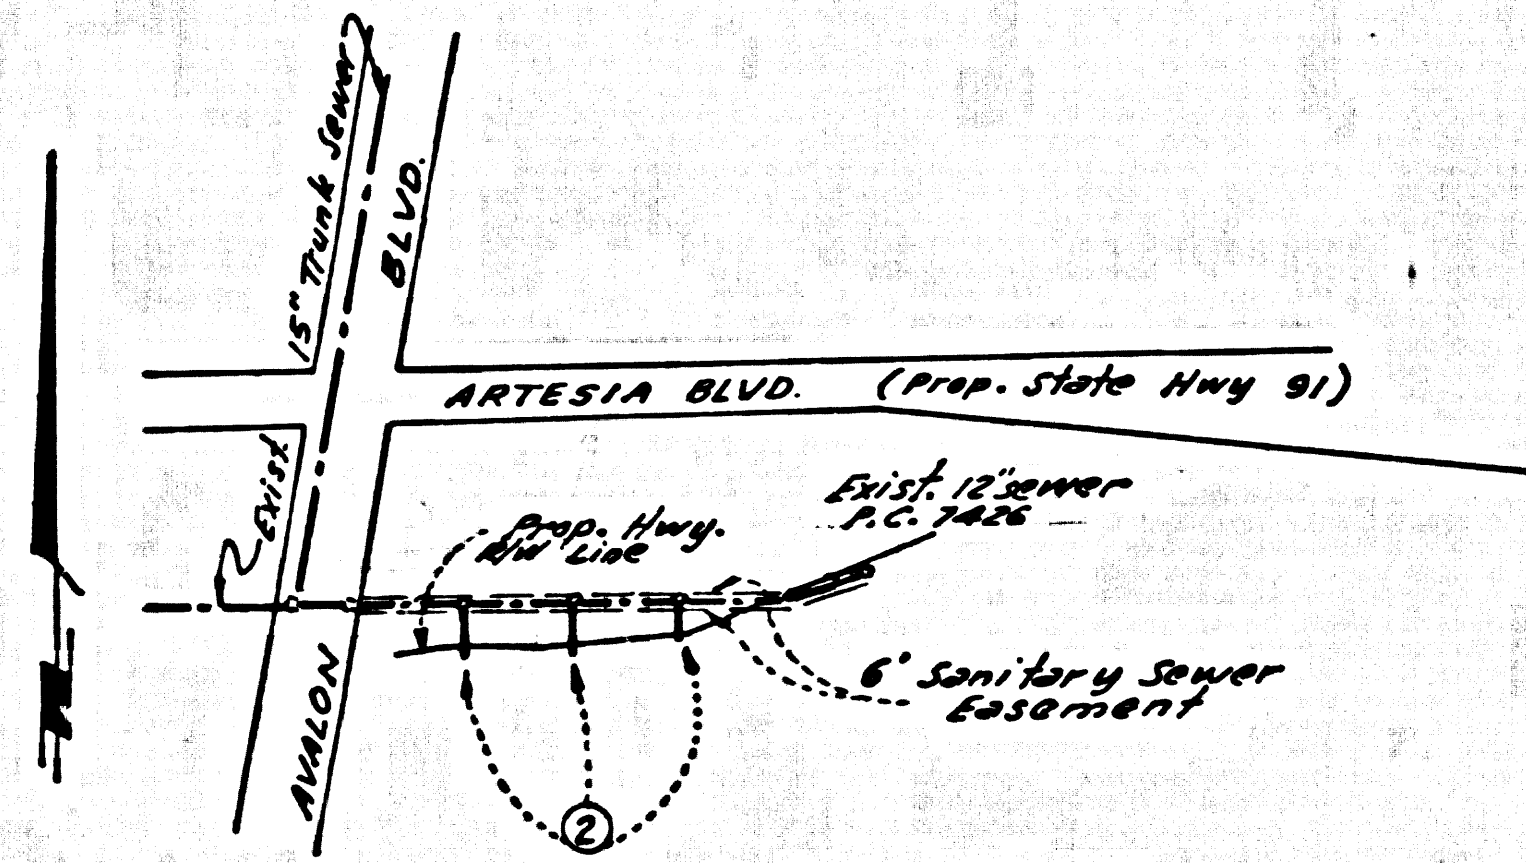 15" Trunk Sewer
BLVD.
ARTESIA BLVD. (Prop. State Hwy 91)
Exist.
Exist. 12" sewer
P.C. 7426
Prop. Hwy.
R/W Line
6' Sanitary Sewer
Easement
AVALON
2
N